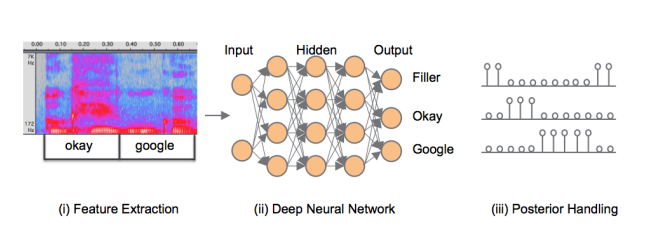 0.00 0.10 0.20 0.30 0.40 0.50 0.60
7K
Hz
172
Hz
okay google
Input Hidden Output
Filler
Okay
Google
(i) Feature Extraction (ii) Deep Neural Network (iii) Posterior Handling